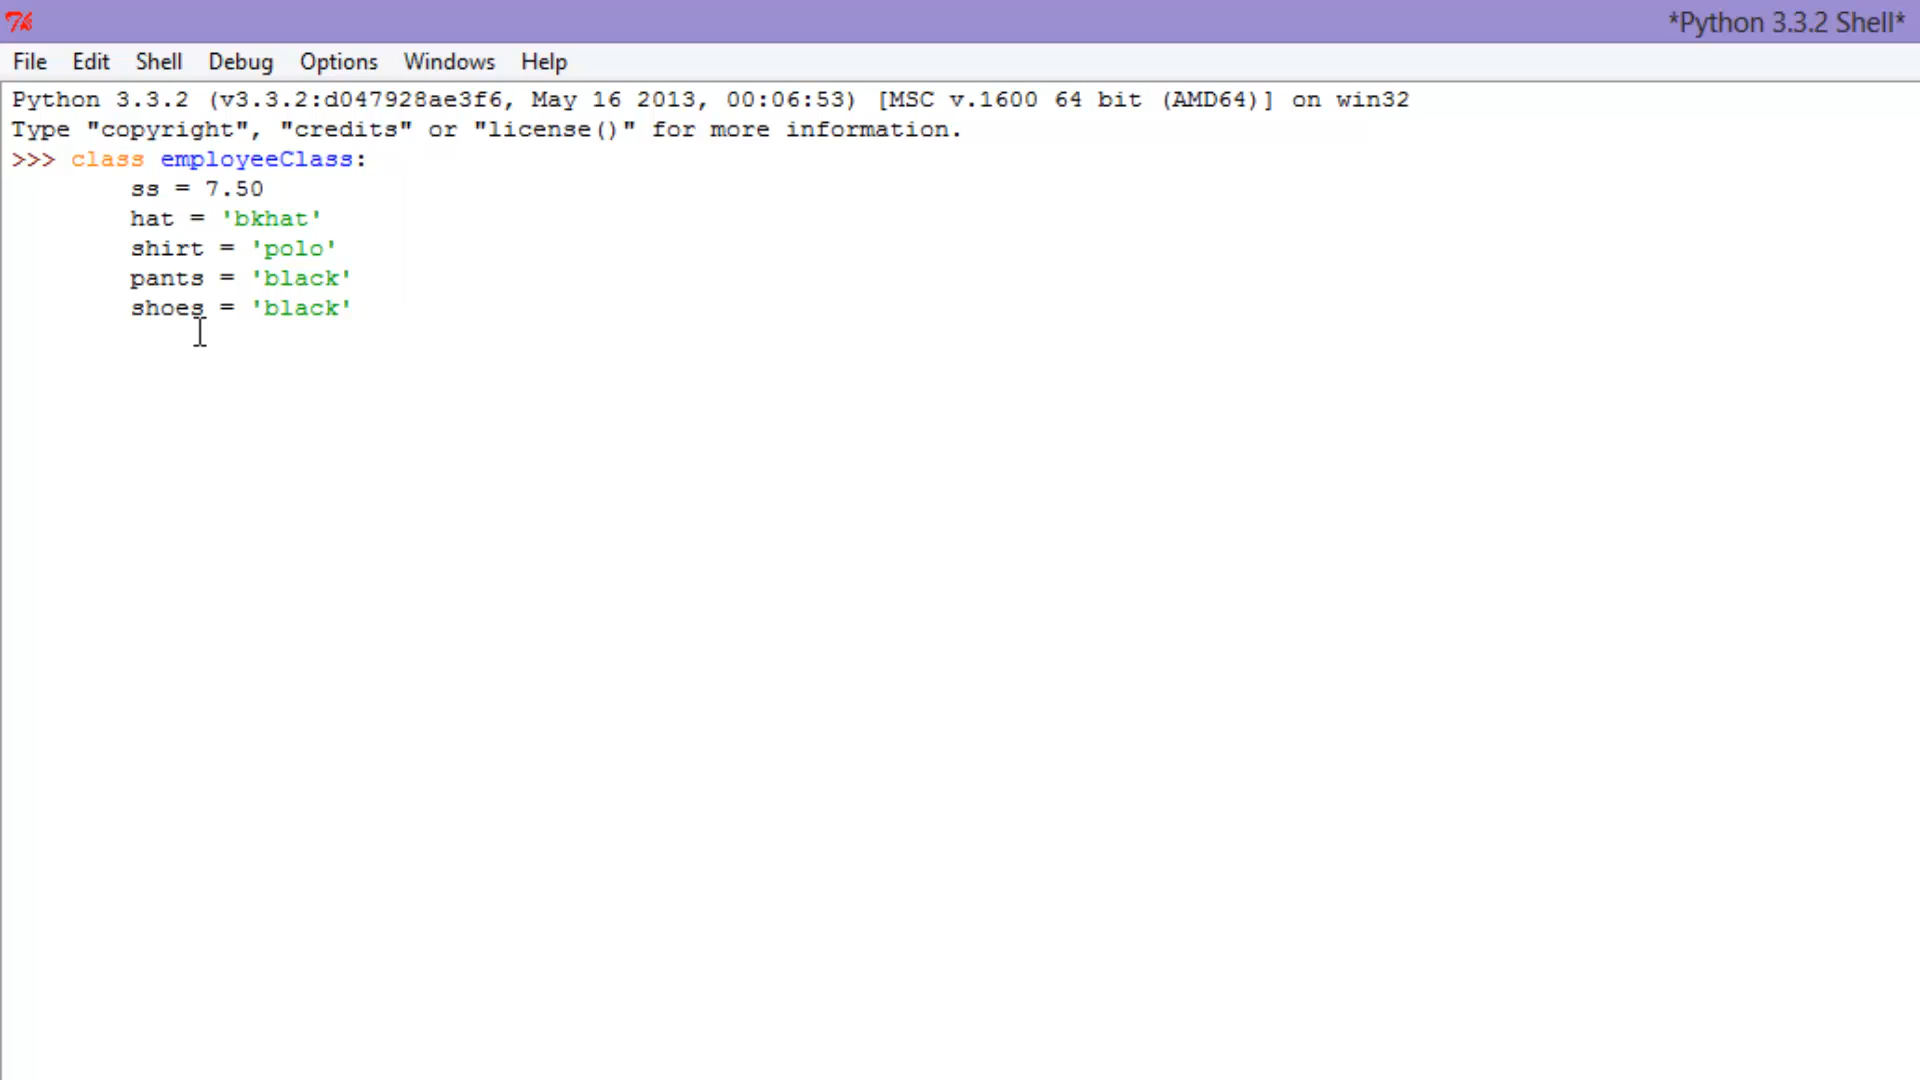 *Python 3.3.2 Shell*
File Edit Shell Debug Options Windows Help
Python 3.3.2 (v3.3.2:d047928ae3f6, May 16 2013, 00:06:53) [MSC v.1600 64 bit (AMD64)] on win32
Type "copyright", "credits" or "license()" for more information.
>>> class employeeClass:
        ss = 7.50
        hat = 'bkhat'
        shirt = 'polo'
        pants = 'black'
        shoes = 'black'